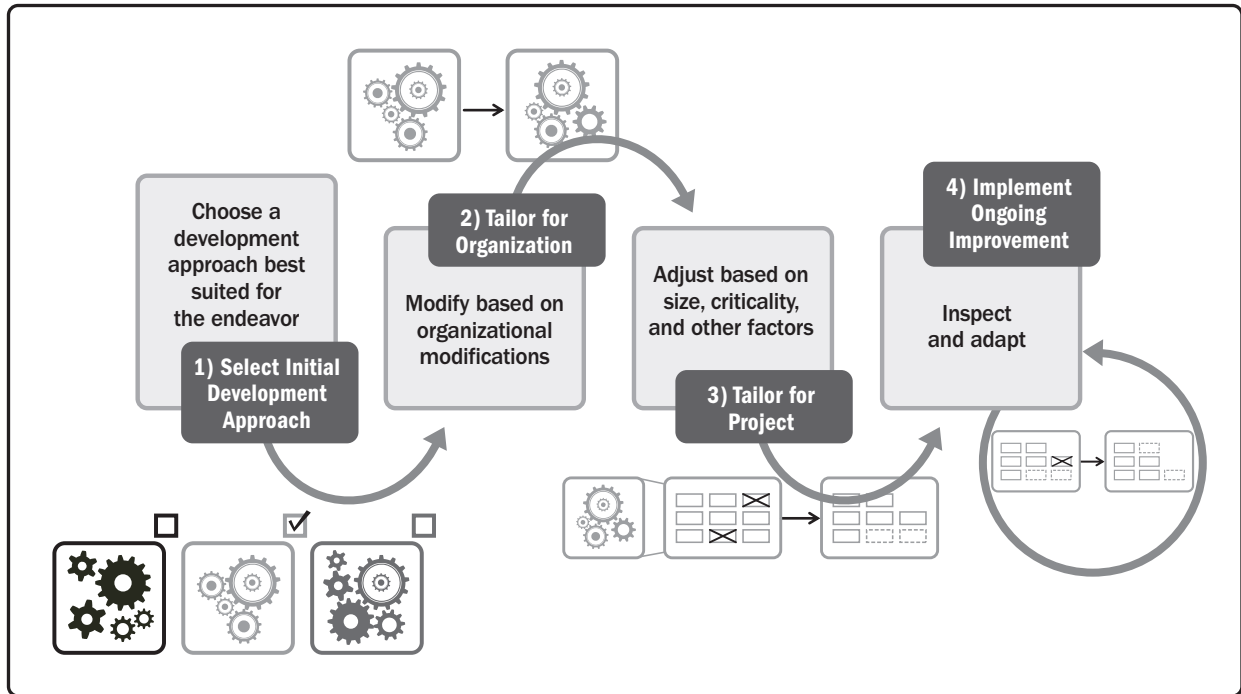 Choose a
development
approach best
suited for
the endeavor
1) Select Initial
Development
Approach
2) Tailor for
Organization
Modify based on
organizational
modifications
Adjust based on
size, criticality,
and other factors
3) Tailor for
Project
4) Implement
Ongoing
Improvement
Inspect
and adapt